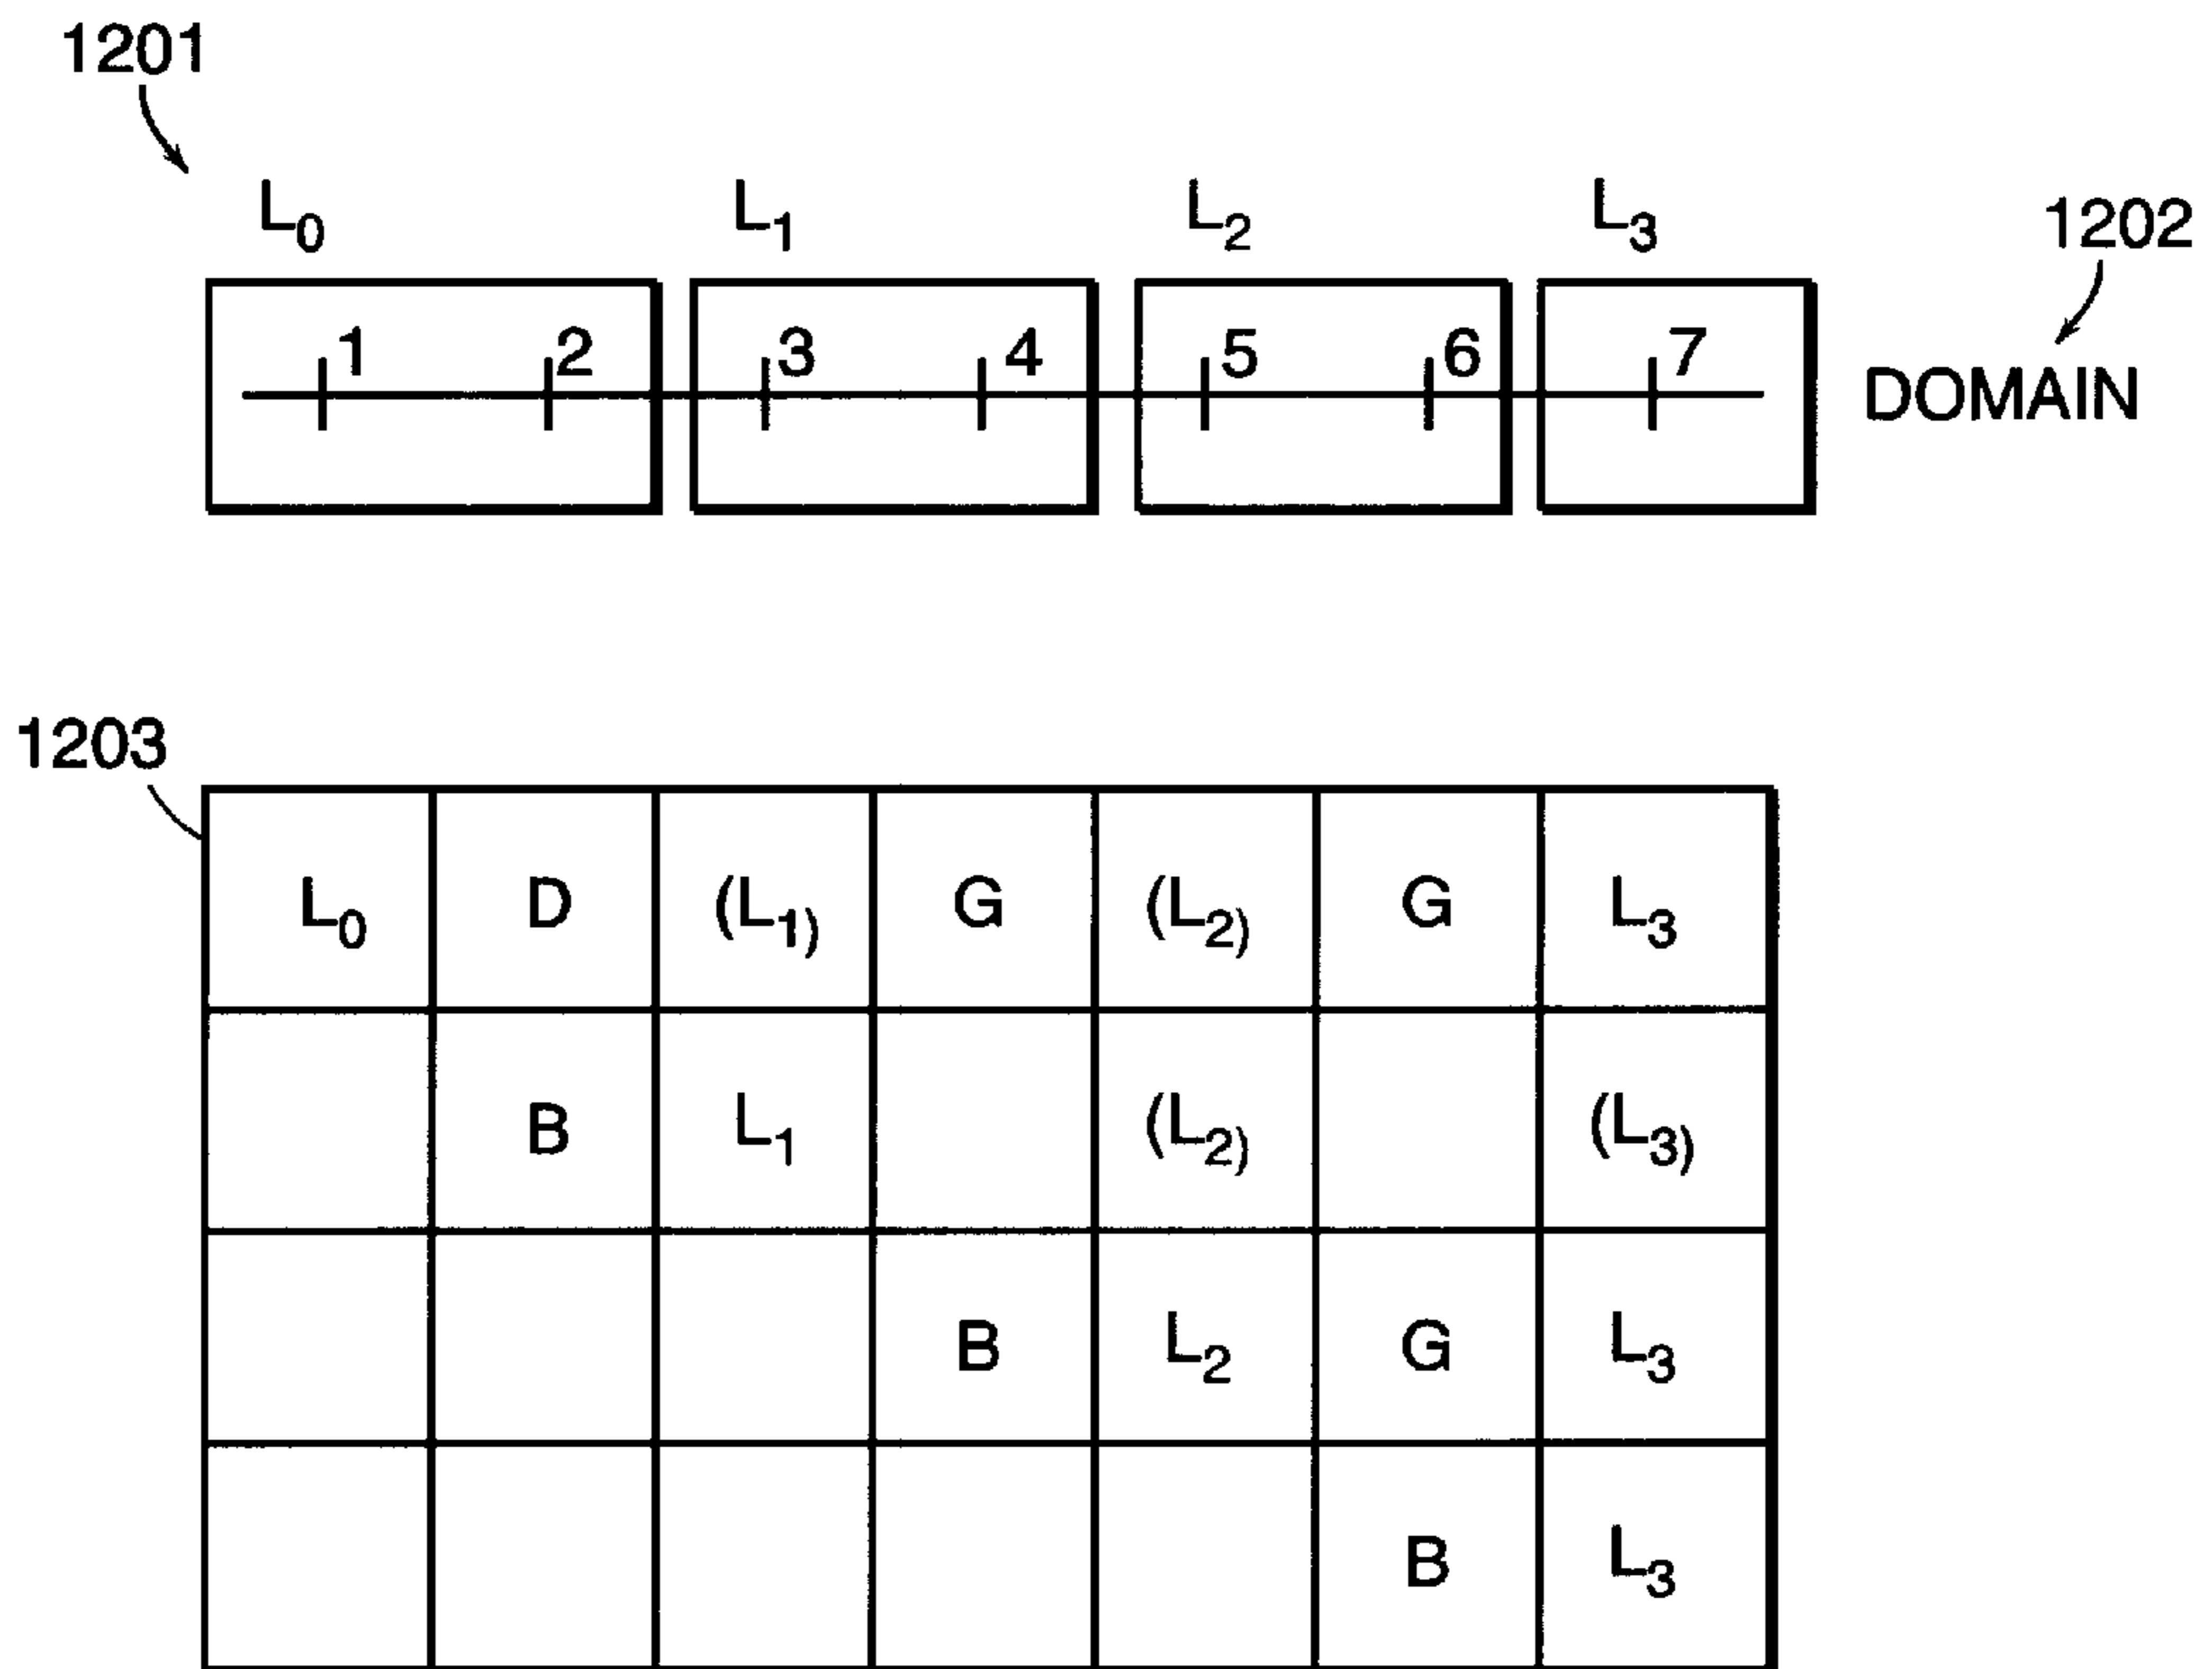 1201
L₀ L₁ L₂ L₃
1202
1 2 3 4 5 6 7
DOMAIN
1203
L₀ D (L₁) G (L₂) G L₃
B L₁ (L₂) (L₃)
B L₂ G L₃
B L₃